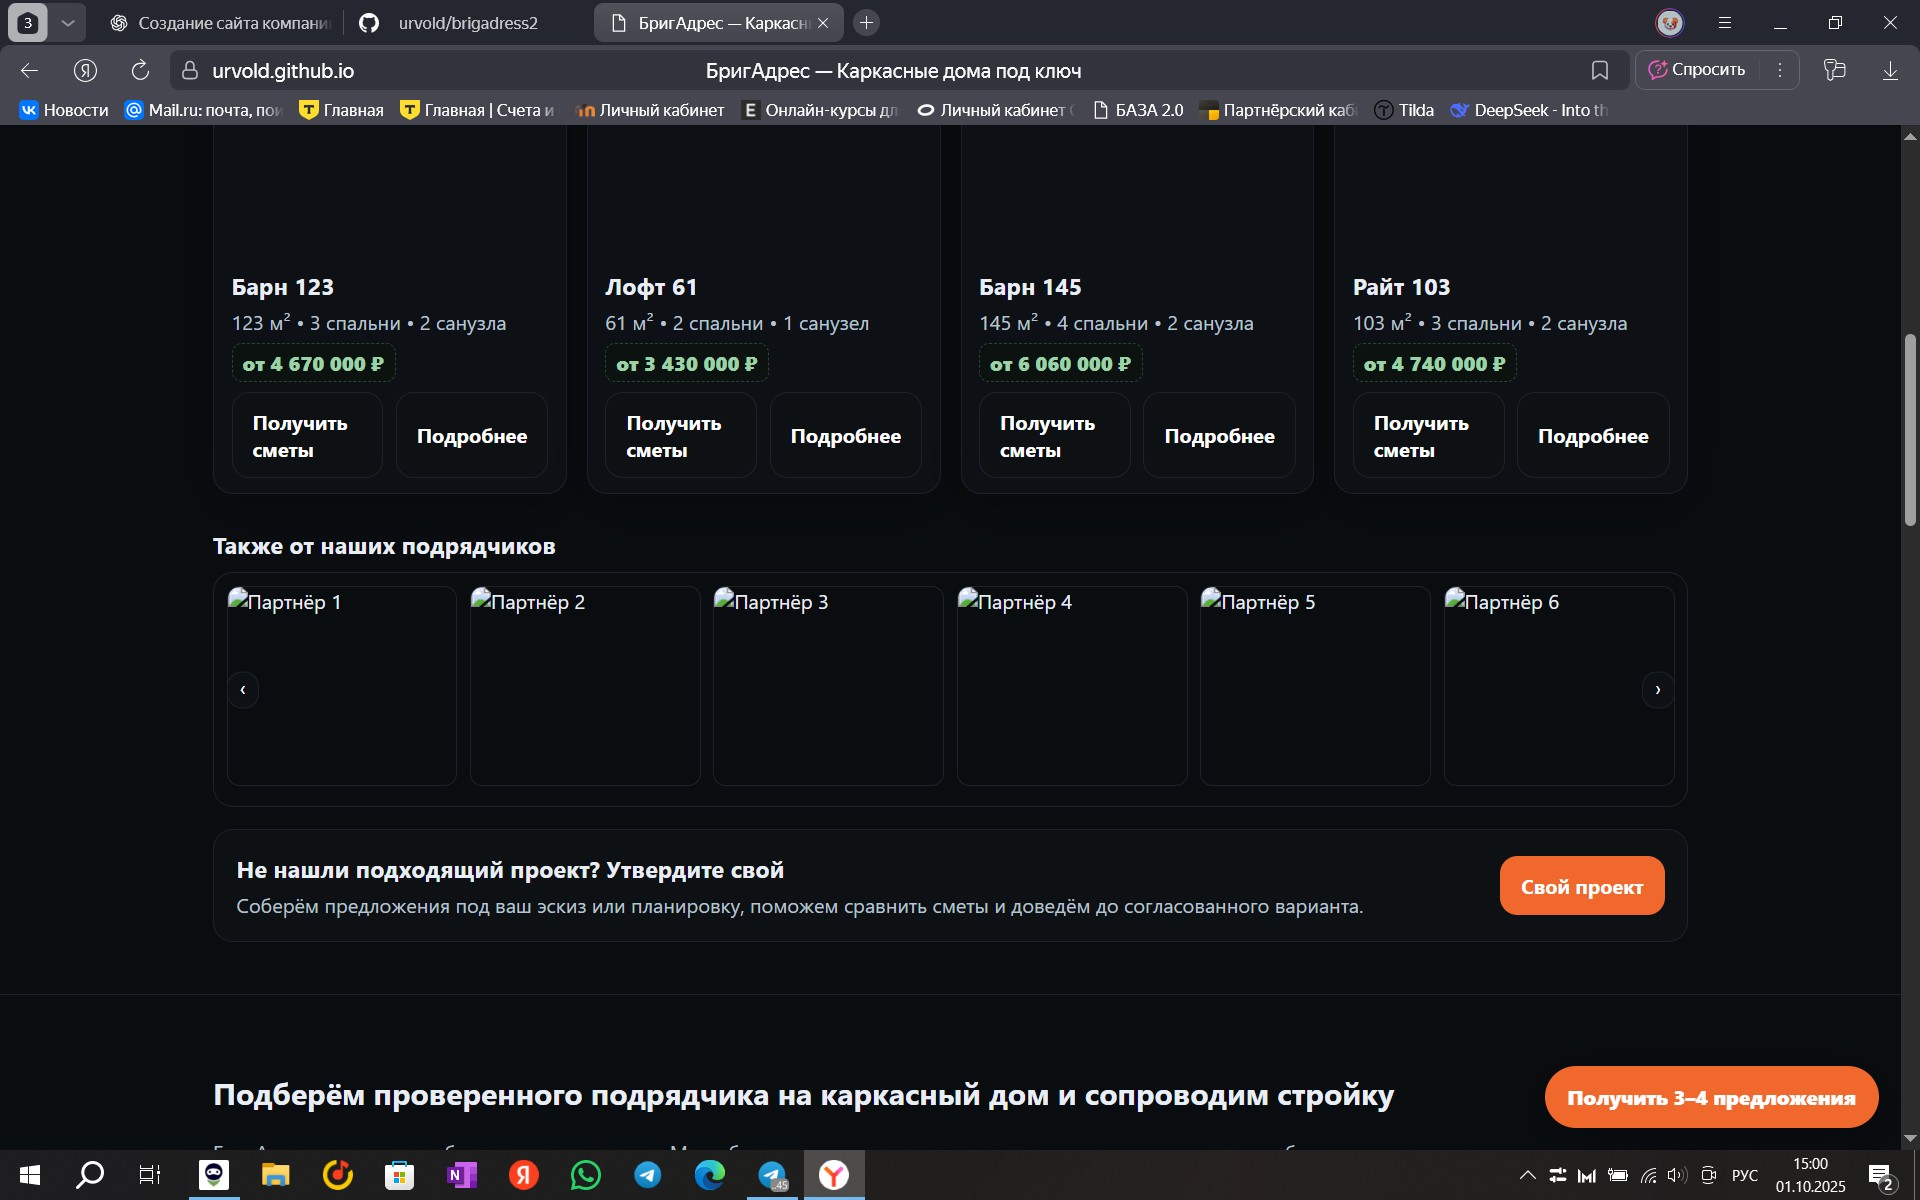 3
Создание сайта компани
urvold/brigadress2
БригАдрес — Каркасн
urvold.github.io
БригАдрес — Каркасные дома под ключ
Спросить
Новости
Mail.ru: почта, пои
Главная
Главная | Счета и
Личный кабинет
Онлайн-курсы дл
Личный кабинет
БАЗА 2.0
Партнёрский каб
Tilda
DeepSeek - Into th
Барн 123
123 м² • 3 спальни • 2 санузла
от 4 670 000 ₽
Получить
сметы
Подробнее
Лофт 61
61 м² • 2 спальни • 1 санузел
от 3 430 000 ₽
Получить
сметы
Подробнее
Барн 145
145 м² • 4 спальни • 2 санузла
от 6 060 000 ₽
Получить
сметы
Подробнее
Райт 103
103 м² • 3 спальни • 2 санузла
от 4 740 000 ₽
Получить
сметы
Подробнее
Также от наших подрядчиков
Партнёр 1
Партнёр 2
Партнёр 3
Партнёр 4
Партнёр 5
Партнёр 6
Не нашли подходящий проект? Утвердите свой
Соберём предложения под ваш эскиз или планировку, поможем сравнить сметы и доведём до согласованного варианта.
Свой проект
Подберём проверенного подрядчика на каркасный дом и сопроводим стройку
Получить 3–4 предложения
РУС
15:00
01.10.2025
2